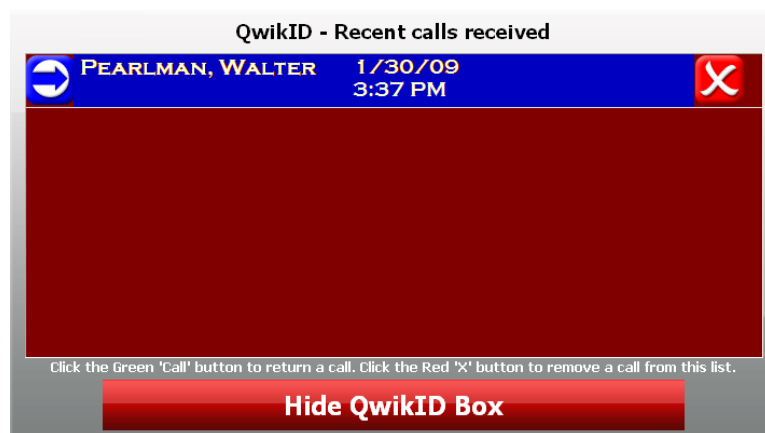 QwikID - Recent calls received
PEARLMAN, WALTER 1/30/09
3:37 PM
Click the Green 'Call' button to return a call. Click the Red 'X' button to remove a call from this list.
Hide QwikID Box